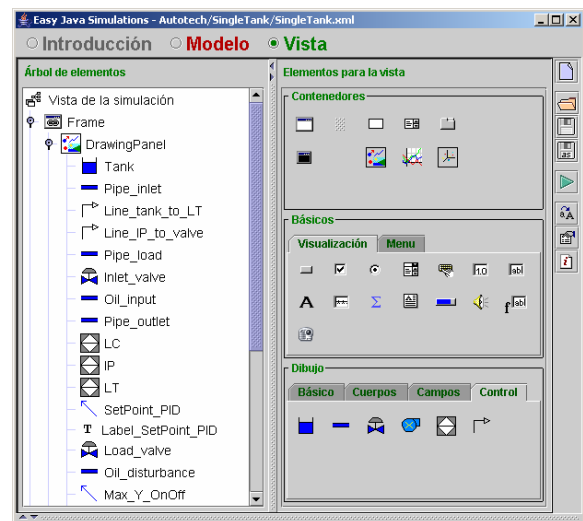 Easy Java Simulations - Autotech/SingleTank/SingleTank.xml
Introducción Modelo Vista
Árbol de elementos
Vista de la simulación
Frame
DrawingPanel
Tank
Pipe_inlet
Line_tank_to_LT
Line_IP_to_valve
Pipe_load
Inlet_valve
Oil_input
Pipe_outlet
LC
IP
LT
SetPoint_PID
T Label_SetPoint_PID
Load_valve
Oil_disturbance
Max_Y_OnOff
Elementos para la vista
Contenedores
Básicos
Visualización Menu
1.0 abl
A Σ f abl
Dibujo
Básico Cuerpos Campos Control
as
a A
i